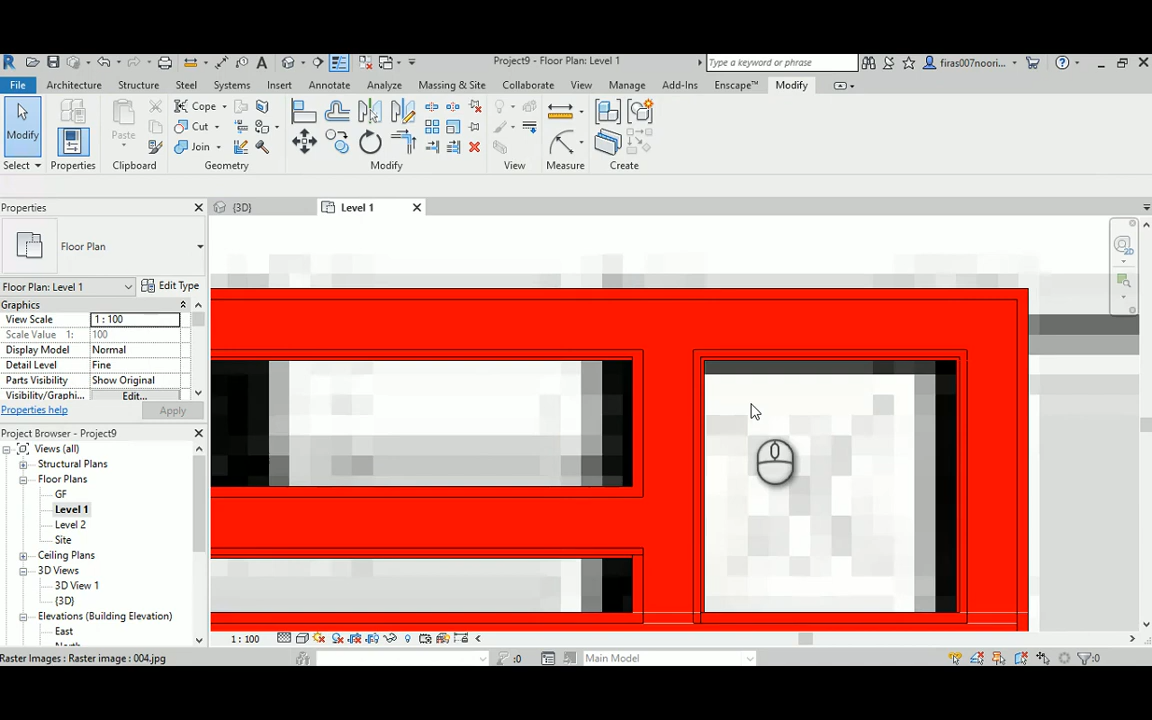 Project9 - Floor Plan: Level 1
Type a keyword or phrase
firas007noori...
File
Architecture
Structure
Steel
Systems
Insert
Annotate
Analyze
Massing & Site
Collaborate
View
Manage
Add-Ins
Enscape™
Modify
Modify
Paste
Cope
Cut
Join
Select
Properties
Clipboard
Geometry
Modify
View
Measure
Create
Properties
{3D}
Level 1
Floor Plan
Floor Plan: Level 1
Edit Type
Graphics
View Scale 1 : 100
Scale Value 1: 100
Display Model Normal
Detail Level Fine
Parts Visibility Show Original
Visibility/Graphi... Edit...
Properties help
Apply
Project Browser - Project9
Views (all)
Structural Plans
Floor Plans
GF
Level 1
Level 2
Site
Ceiling Plans
3D Views
3D View 1
{3D}
Elevations (Building Elevation)
East
North
2D
1 : 100
Raster Images : Raster image : 004.jpg
:0
Main Model
:0